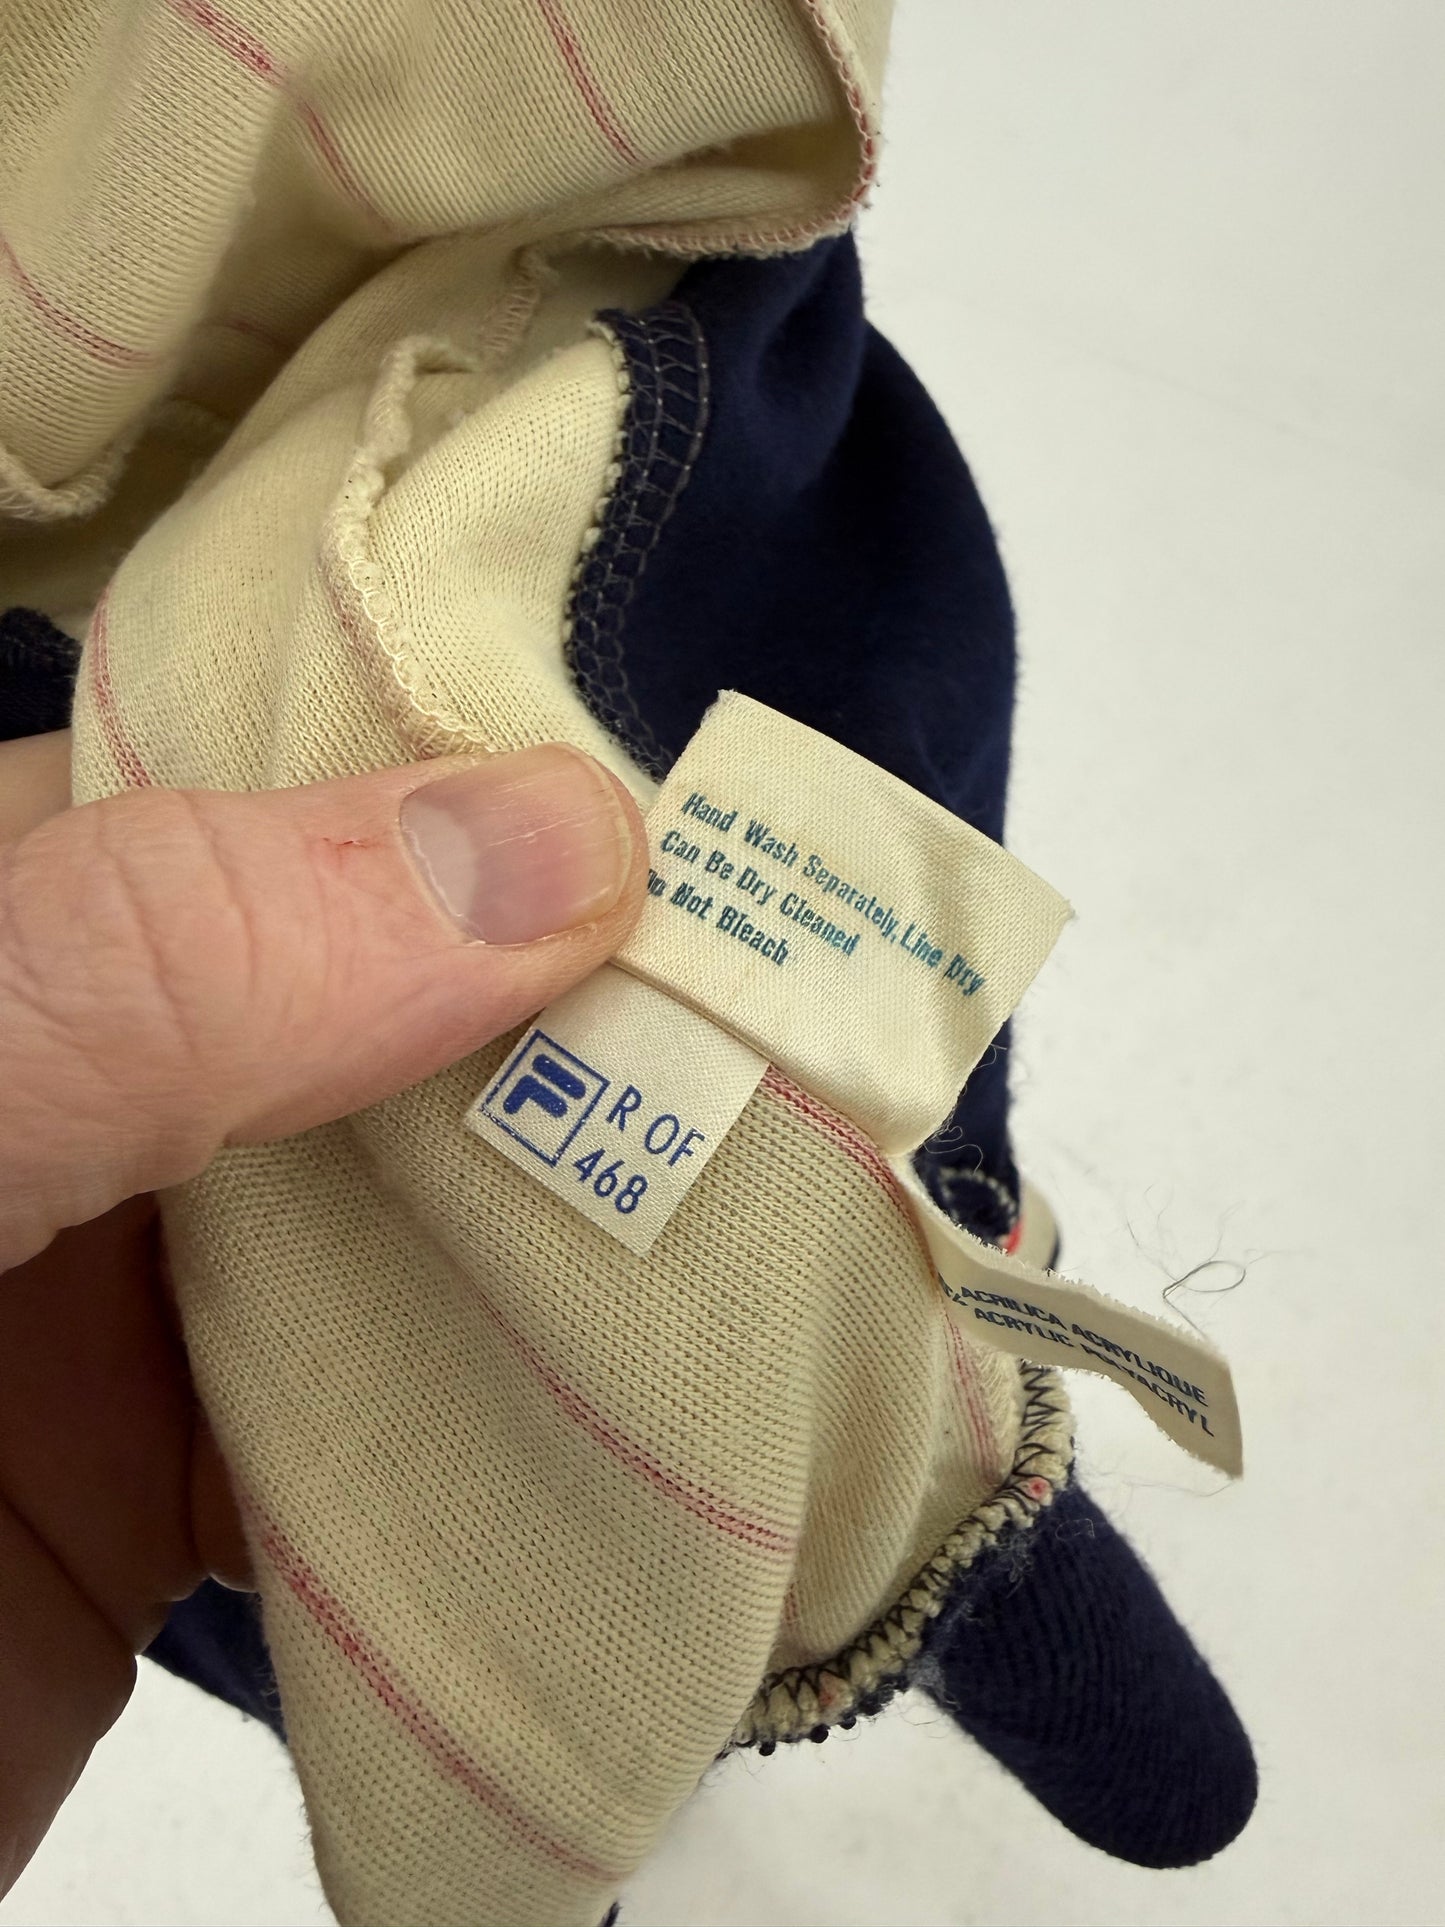 Hand Wash Separately, Line Dry
Can Be Dry Cleaned
Do Not Bleach
F R OF
468
ACRILICA ACRYLIQUE
ACRYLIC POLYACRYL